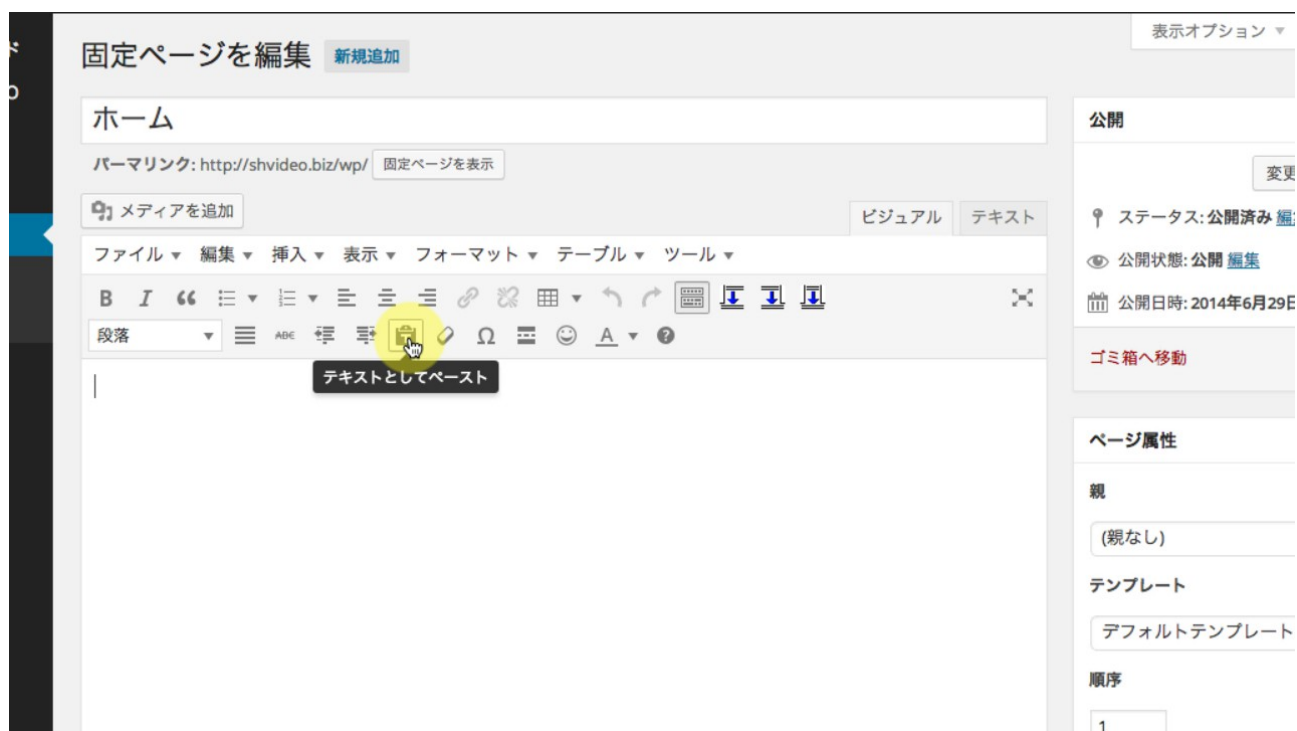 ド
O
表示オプション
固定ページを編集 新規追加
ホーム
パーマリンク: http://shvideo.biz/wp/ 固定ページを表示
メディアを追加
ビジュアル テキスト
ファイル 編集 挿入 表示 フォーマット テーブル ツール
B I
段落 ABC Ω A ?
テキストとしてペースト
公開
変更
ステータス: 公開済み 編集
公開状態: 公開 編集
公開日時: 2014年6月29日
ゴミ箱へ移動
ページ属性
親
(親なし)
テンプレート
デフォルトテンプレート
順序
1